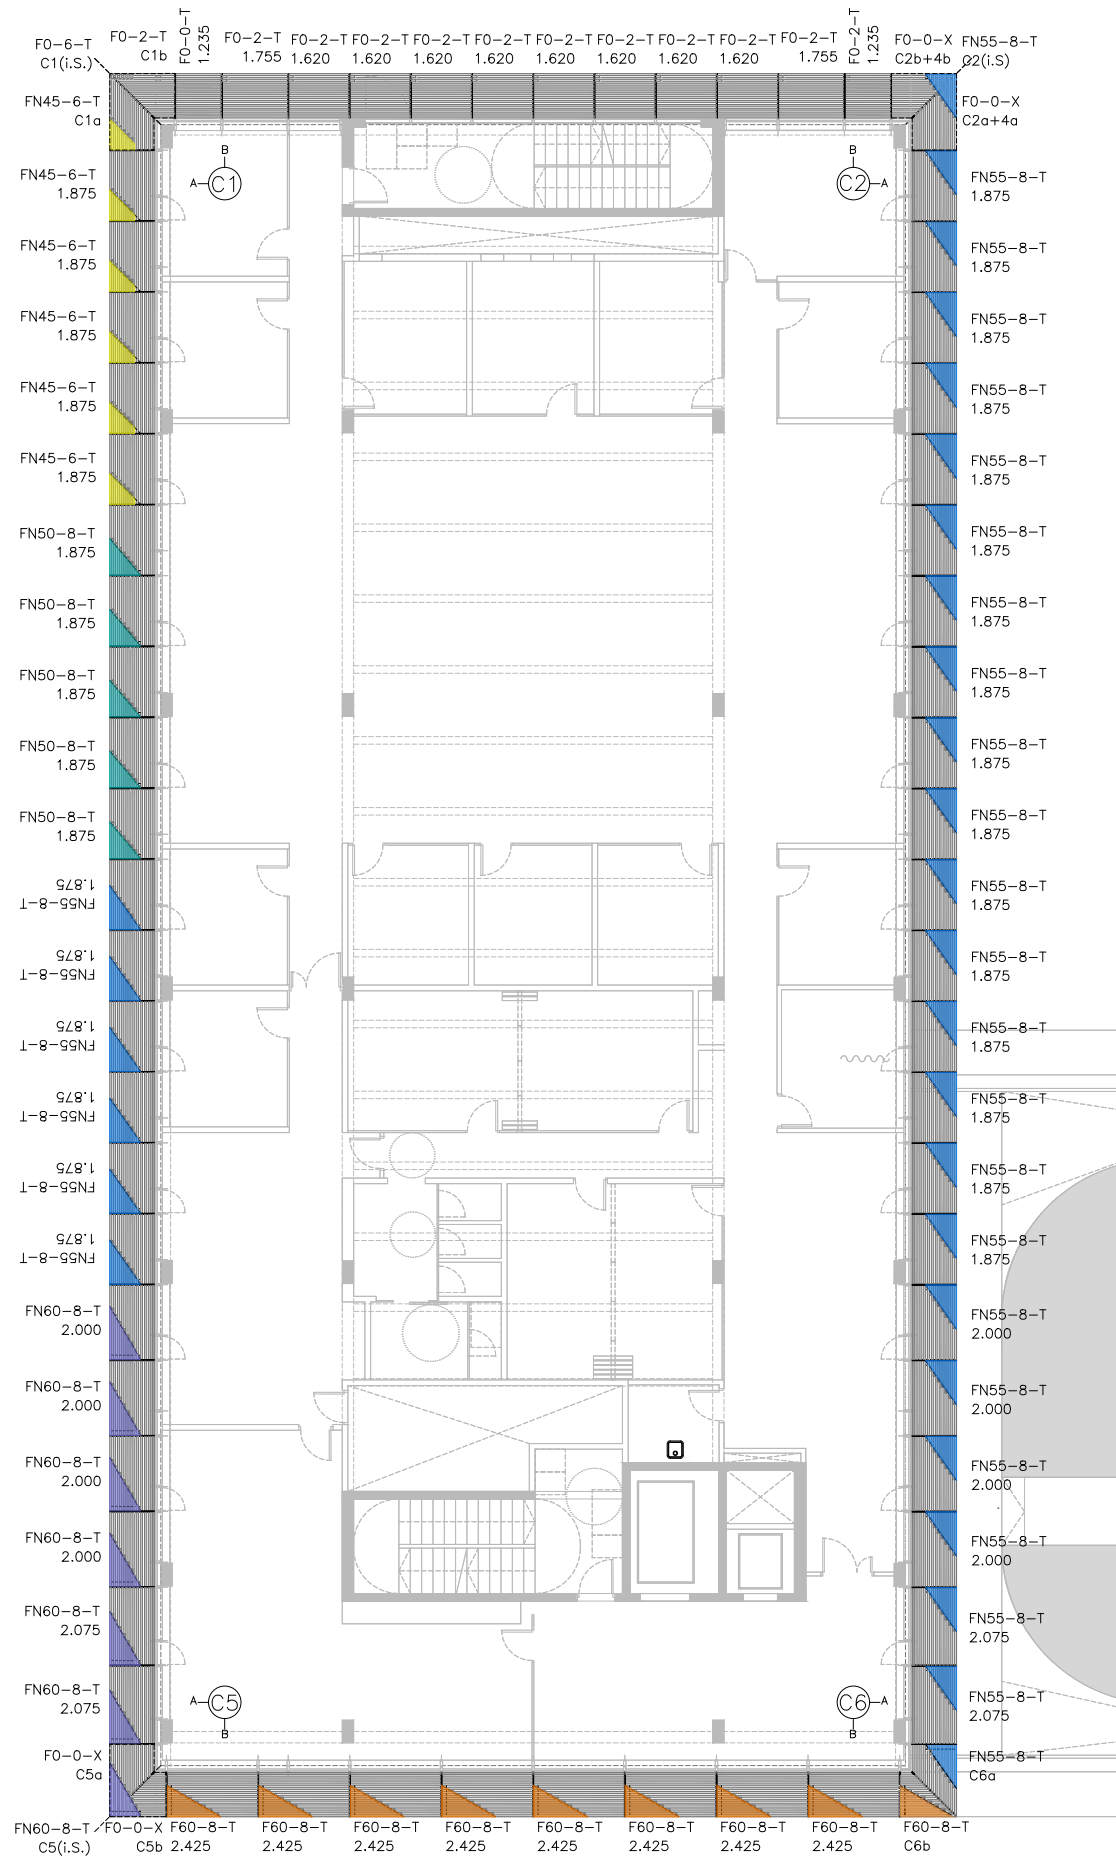 F0-6-T
C1(i.S.)
F0-2-T
C1b
F0-0-T
1.235
F0-2-T
1.755
F0-2-T
1.620
F0-2-T
1.620
F0-2-T
1.620
F0-2-T
1.620
F0-2-T
1.620
F0-2-T
1.620
F0-2-T
1.620
F0-2-T
1.755
F0-2-T
1.235
F0-0-X
C2b+4b
FN55-8-T
C2(i.S)
FN45-6-T
C1a
FN45-6-T
1.875
FN45-6-T
1.875
FN45-6-T
1.875
FN45-6-T
1.875
FN45-6-T
1.875
FN50-8-T
1.875
FN50-8-T
1.875
FN50-8-T
1.875
FN50-8-T
1.875
FN50-8-T
1.875
FN55-8-T
1.875
FN55-8-T
1.875
FN55-8-T
1.875
FN55-8-T
1.875
FN55-8-T
1.875
FN55-8-T
1.875
FN60-8-T
2.000
FN60-8-T
2.000
FN60-8-T
2.000
FN60-8-T
2.000
FN60-8-T
2.075
FN60-8-T
2.075
F0-0-X
C5a
B
A
C1
B
C2
A
F0-0-X
C2a+4a
FN55-8-T
1.875
FN55-8-T
1.875
FN55-8-T
1.875
FN55-8-T
1.875
FN55-8-T
1.875
FN55-8-T
1.875
FN55-8-T
1.875
FN55-8-T
1.875
FN55-8-T
1.875
FN55-8-T
1.875
FN55-8-T
1.875
FN55-8-T
1.875
FN55-8-T
1.875
FN55-8-T
1.875
FN55-8-T
1.875
FN55-8-T
1.875
FN55-8-T
2.000
FN55-8-T
2.000
FN55-8-T
2.000
FN55-8-T
2.000
FN55-8-T
2.075
FN55-8-T
2.075
FN55-8-T
C6a
A
C5
B
C6
A
B
FN60-8-T
C5(i.S.)
F0-0-X
C5b
F60-8-T
2.425
F60-8-T
2.425
F60-8-T
2.425
F60-8-T
2.425
F60-8-T
2.425
F60-8-T
2.425
F60-8-T
2.425
F60-8-T
2.425
F60-8-T
C6b